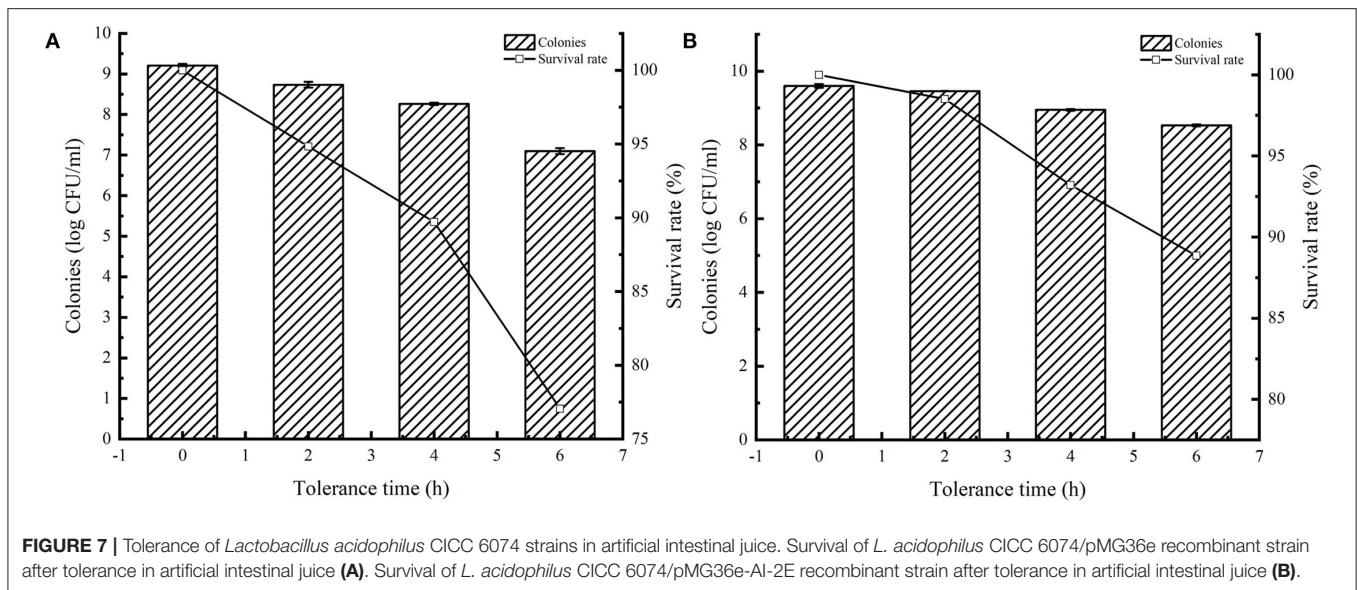 A
Colonies
Survival rate
10
9
8
7
6
5
4
3
2
1
0
Colonies (log CFU/ml)
100
95
90
85
80
75
Survival rate (%)
-1 0 1 2 3 4 5 6 7
Tolerance time (h)
B
Colonies
Survival rate
10
8
6
4
2
0
Colonies (log CFU/ml)
100
95
90
85
80
Survival rate (%)
-1 0 1 2 3 4 5 6 7
Tolerance time (h)
FIGURE 7 | Tolerance of Lactobacillus acidophilus CICC 6074 strains in artificial intestinal juice. Survival of L. acidophilus CICC 6074/pMG36e recombinant strain
after tolerance in artificial intestinal juice (A). Survival of L. acidophilus CICC 6074/pMG36e-AI-2E recombinant strain after tolerance in artificial intestinal juice (B).